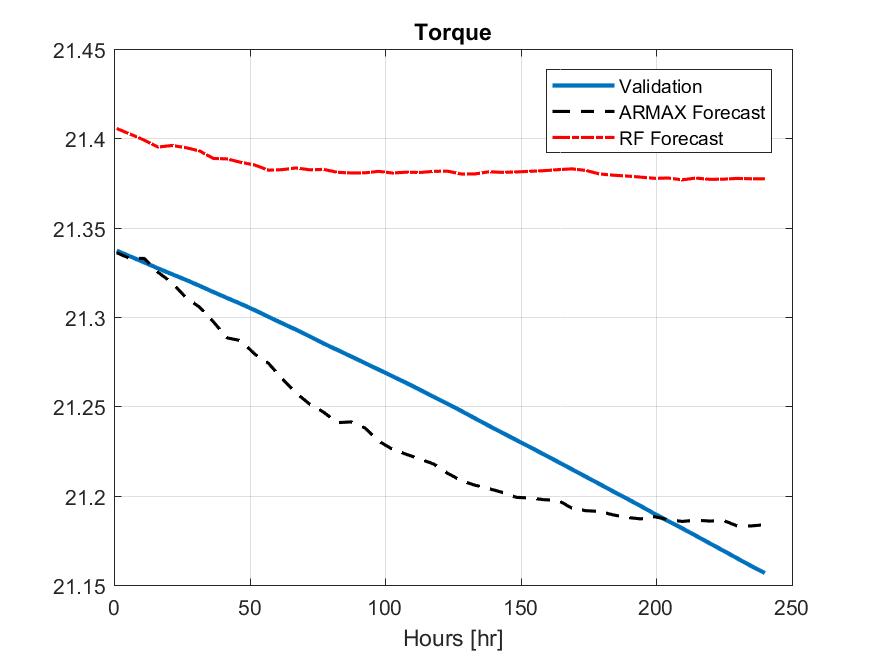 Torque
21.45
21.4
21.35
21.3
21.25
21.2
21.15
Validation
ARMAX Forecast
RF Forecast
0 50 100 150 200 250
Hours [hr]